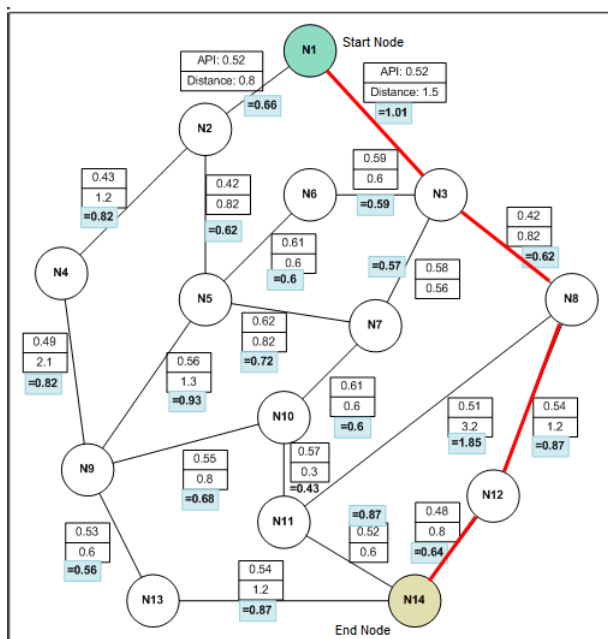 N1
Start Node
API: 0.52
Distance: 0.8
=0.66
API: 0.52
Distance: 1.5
=1.01
N2
0.43
1.2
=0.82
0.42
0.82
=0.62
N6
0.59
0.6
=0.59
N3
0.42
0.82
=0.62
0.61
0.6
=0.6
=0.57
0.58
0.56
N4
N5
N7
N8
0.49
2.1
=0.82
0.62
0.82
=0.72
0.56
1.3
=0.93
0.61
0.6
=0.6
N10
0.51
3.2
=1.85
0.54
1.2
=0.87
N9
0.55
0.8
=0.68
0.57
0.3
=0.43
N12
N11
=0.87
0.52
0.6
0.48
0.8
=0.64
0.53
0.6
=0.56
0.54
1.2
=0.87
N13
N14
End Node